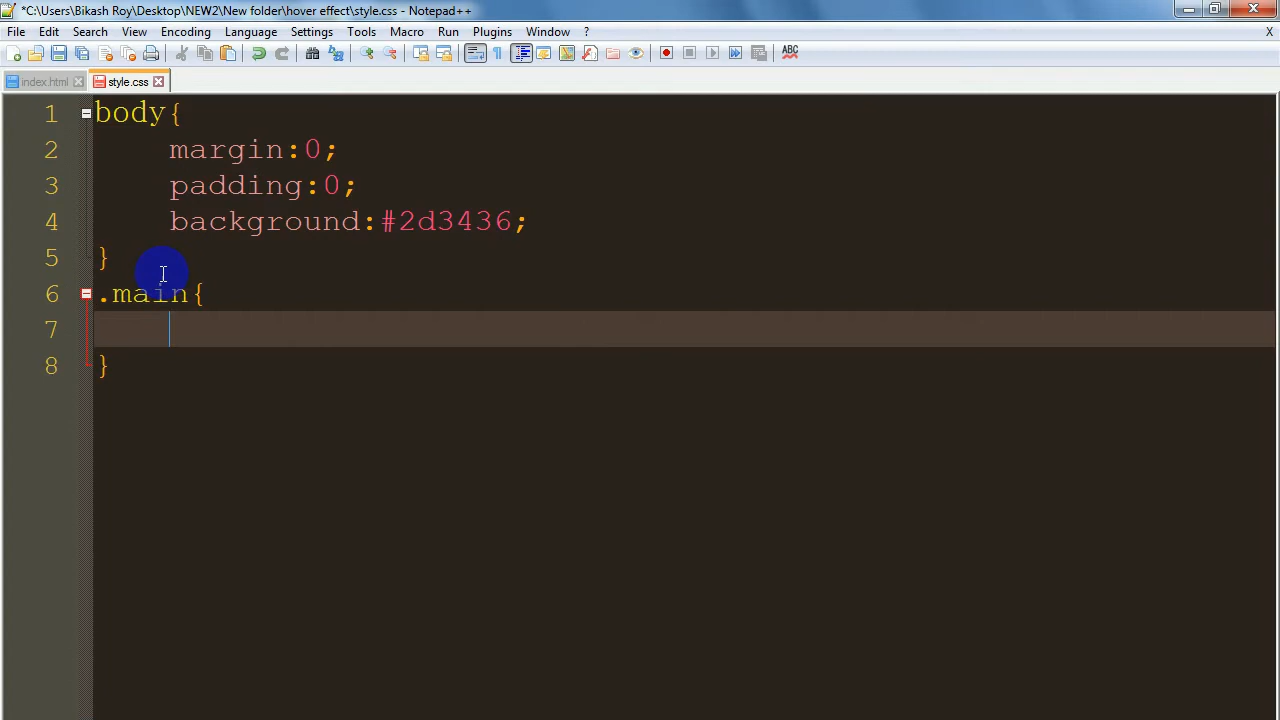 *C:\Users\Bikash Roy\Desktop\NEW2\New folder\hover effect\style.css - Notepad++
File Edit Search View Encoding Language Settings Tools Macro Run Plugins Window ? X
ABC
index.html style.css
1 body{
2 margin:0;
3 padding:0;
4 background:#2d3436;
5 }
6 .main{
7
8 }